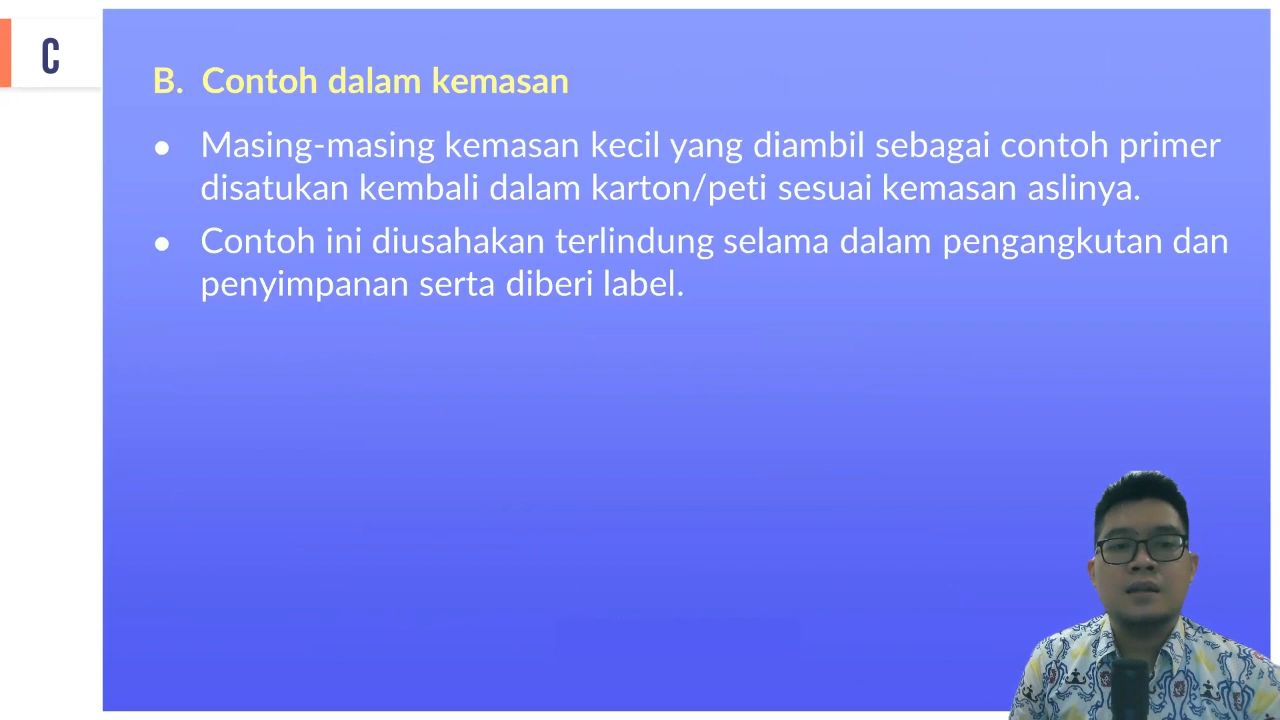 C
B. Contoh dalam kemasan
● Masing-masing kemasan kecil yang diambil sebagai contoh primer
disatukan kembali dalam karton/peti sesuai kemasan aslinya.
● Contoh ini diusahakan terlindung selama dalam pengangkutan dan
penyimpanan serta diberi label.